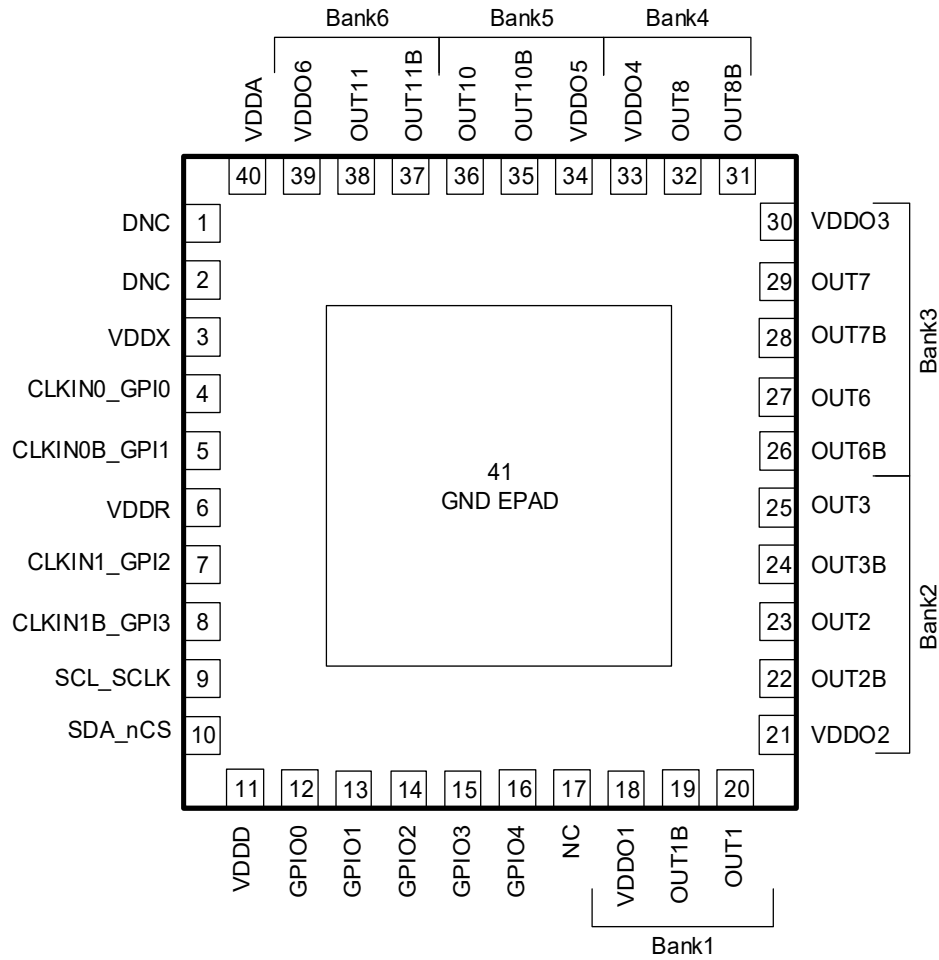 Bank6
Bank5
Bank4
VDDA
VDDO6
OUT11
OUT11B
OUT10
OUT10B
VDDO5
VDDO4
OUT8
OUT8B
40
39
38
37
36
35
34
33
32
31
DNC
1
DNC
2
VDDX
3
CLKIN0_GPI0
4
CLKIN0B_GPI1
5
VDDR
6
CLKIN1_GPI2
7
CLKIN1B_GPI3
8
SCL_SCLK
9
SDA_nCS
10
41
GND EPAD
30
VDDO3
29
OUT7
28
OUT7B
27
OUT6
26
OUT6B
25
OUT3
24
OUT3B
23
OUT2
22
OUT2B
21
VDDO2
Bank3
Bank2
11
12
13
14
15
16
17
18
19
20
VDDD
GPIO0
GPIO1
GPIO2
GPIO3
GPIO4
NC
VDDO1
OUT1B
OUT1
Bank1